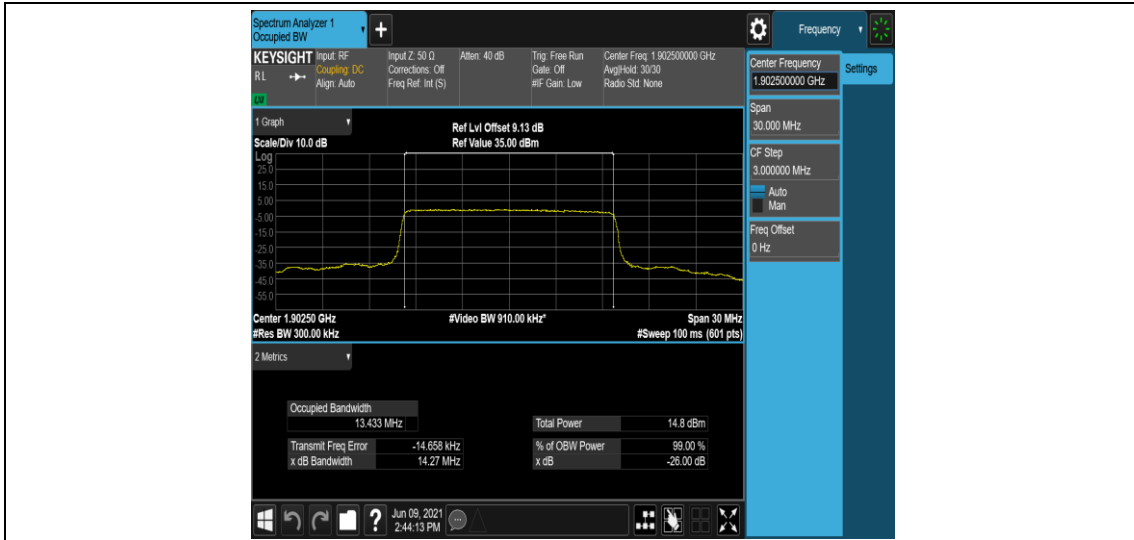 Spectrum Analyzer 1
Occupied BW
Frequency
KEYSIGHT
RL
Input: RF
Coupling: DC
Align: Auto
Input Z: 50 Ω
Corrections: Off
Freq Ref: Int (S)
Atten: 40 dB
Trig: Free Run
Gate: Off
#IF Gain: Low
Center Freq: 1.902500000 GHz
Avg|Hold: 30/30
Radio Std: None
1 Graph
Scale/Div 10.0 dB
Ref Lvl Offset 9.13 dB
Ref Value 35.00 dBm
Log
25.0
15.0
5.00
-5.00
-15.0
-25.0
-35.0
-45.0
-55.0
Center 1.90250 GHz
#Res BW 300.00 kHz
#Video BW 910.00 kHz*
Span 30 MHz
#Sweep 100 ms (601 pts)
2 Metrics
Occupied Bandwidth
13.433 MHz
Transmit Freq Error -14.658 kHz
x dB Bandwidth 14.27 MHz
Total Power 14.8 dBm
% of OBW Power 99.00 %
x dB -26.00 dB
Center Frequency
1.902500000 GHz
Settings
Span
30.000 MHz
CF Step
3.000000 MHz
Auto
Man
Freq Offset
0 Hz
?
Jun 09, 2021
2:44:13 PM